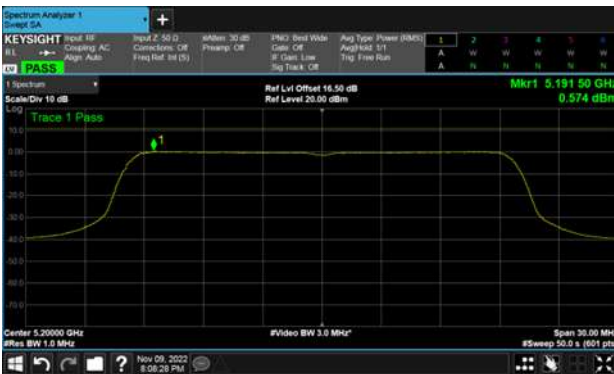 Spectrum Analyzer 1
Swept SA
+
KEYSIGHT Input: RF Input Z: 50 Ω #Atten: 30 dB PNO: Best Wide Avg Type: Power (RMS) 1 2 3 4 5 6
RL Coupling: AC Corrections: Off Preamp: Off Gate: Off Avg|Hold: 1/1 A W W W W W
Align: Auto Freq Ref: Int (S) IF Gain: Low Trig: Free Run
LW PASS Sig Track: Off A N N N N N
1 Spectrum Ref Lvl Offset 16.50 dB Mkr1 5.191 50 GHz
Scale/Div 10 dB Ref Level 20.00 dBm 0.574 dBm
Log Trace 1 Pass
10.0
1
0.00
-10.0
-20.0
-30.0
-40.0
-50.0
-60.0
-70.0
Center 5.20000 GHz #Video BW 3.0 MHz* Span 30.00 MHz
#Res BW 1.0 MHz #Sweep 50.0 s (601 pts)
? Nov 09, 2022
8:08:28 PM